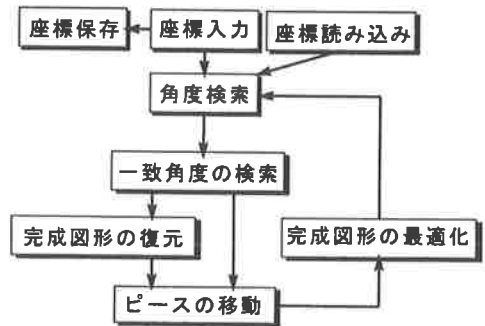 座標保存
座標入力
座標読み込み
角度検索
一致角度の検索
完成図形の復元
完成図形の最適化
ピースの移動